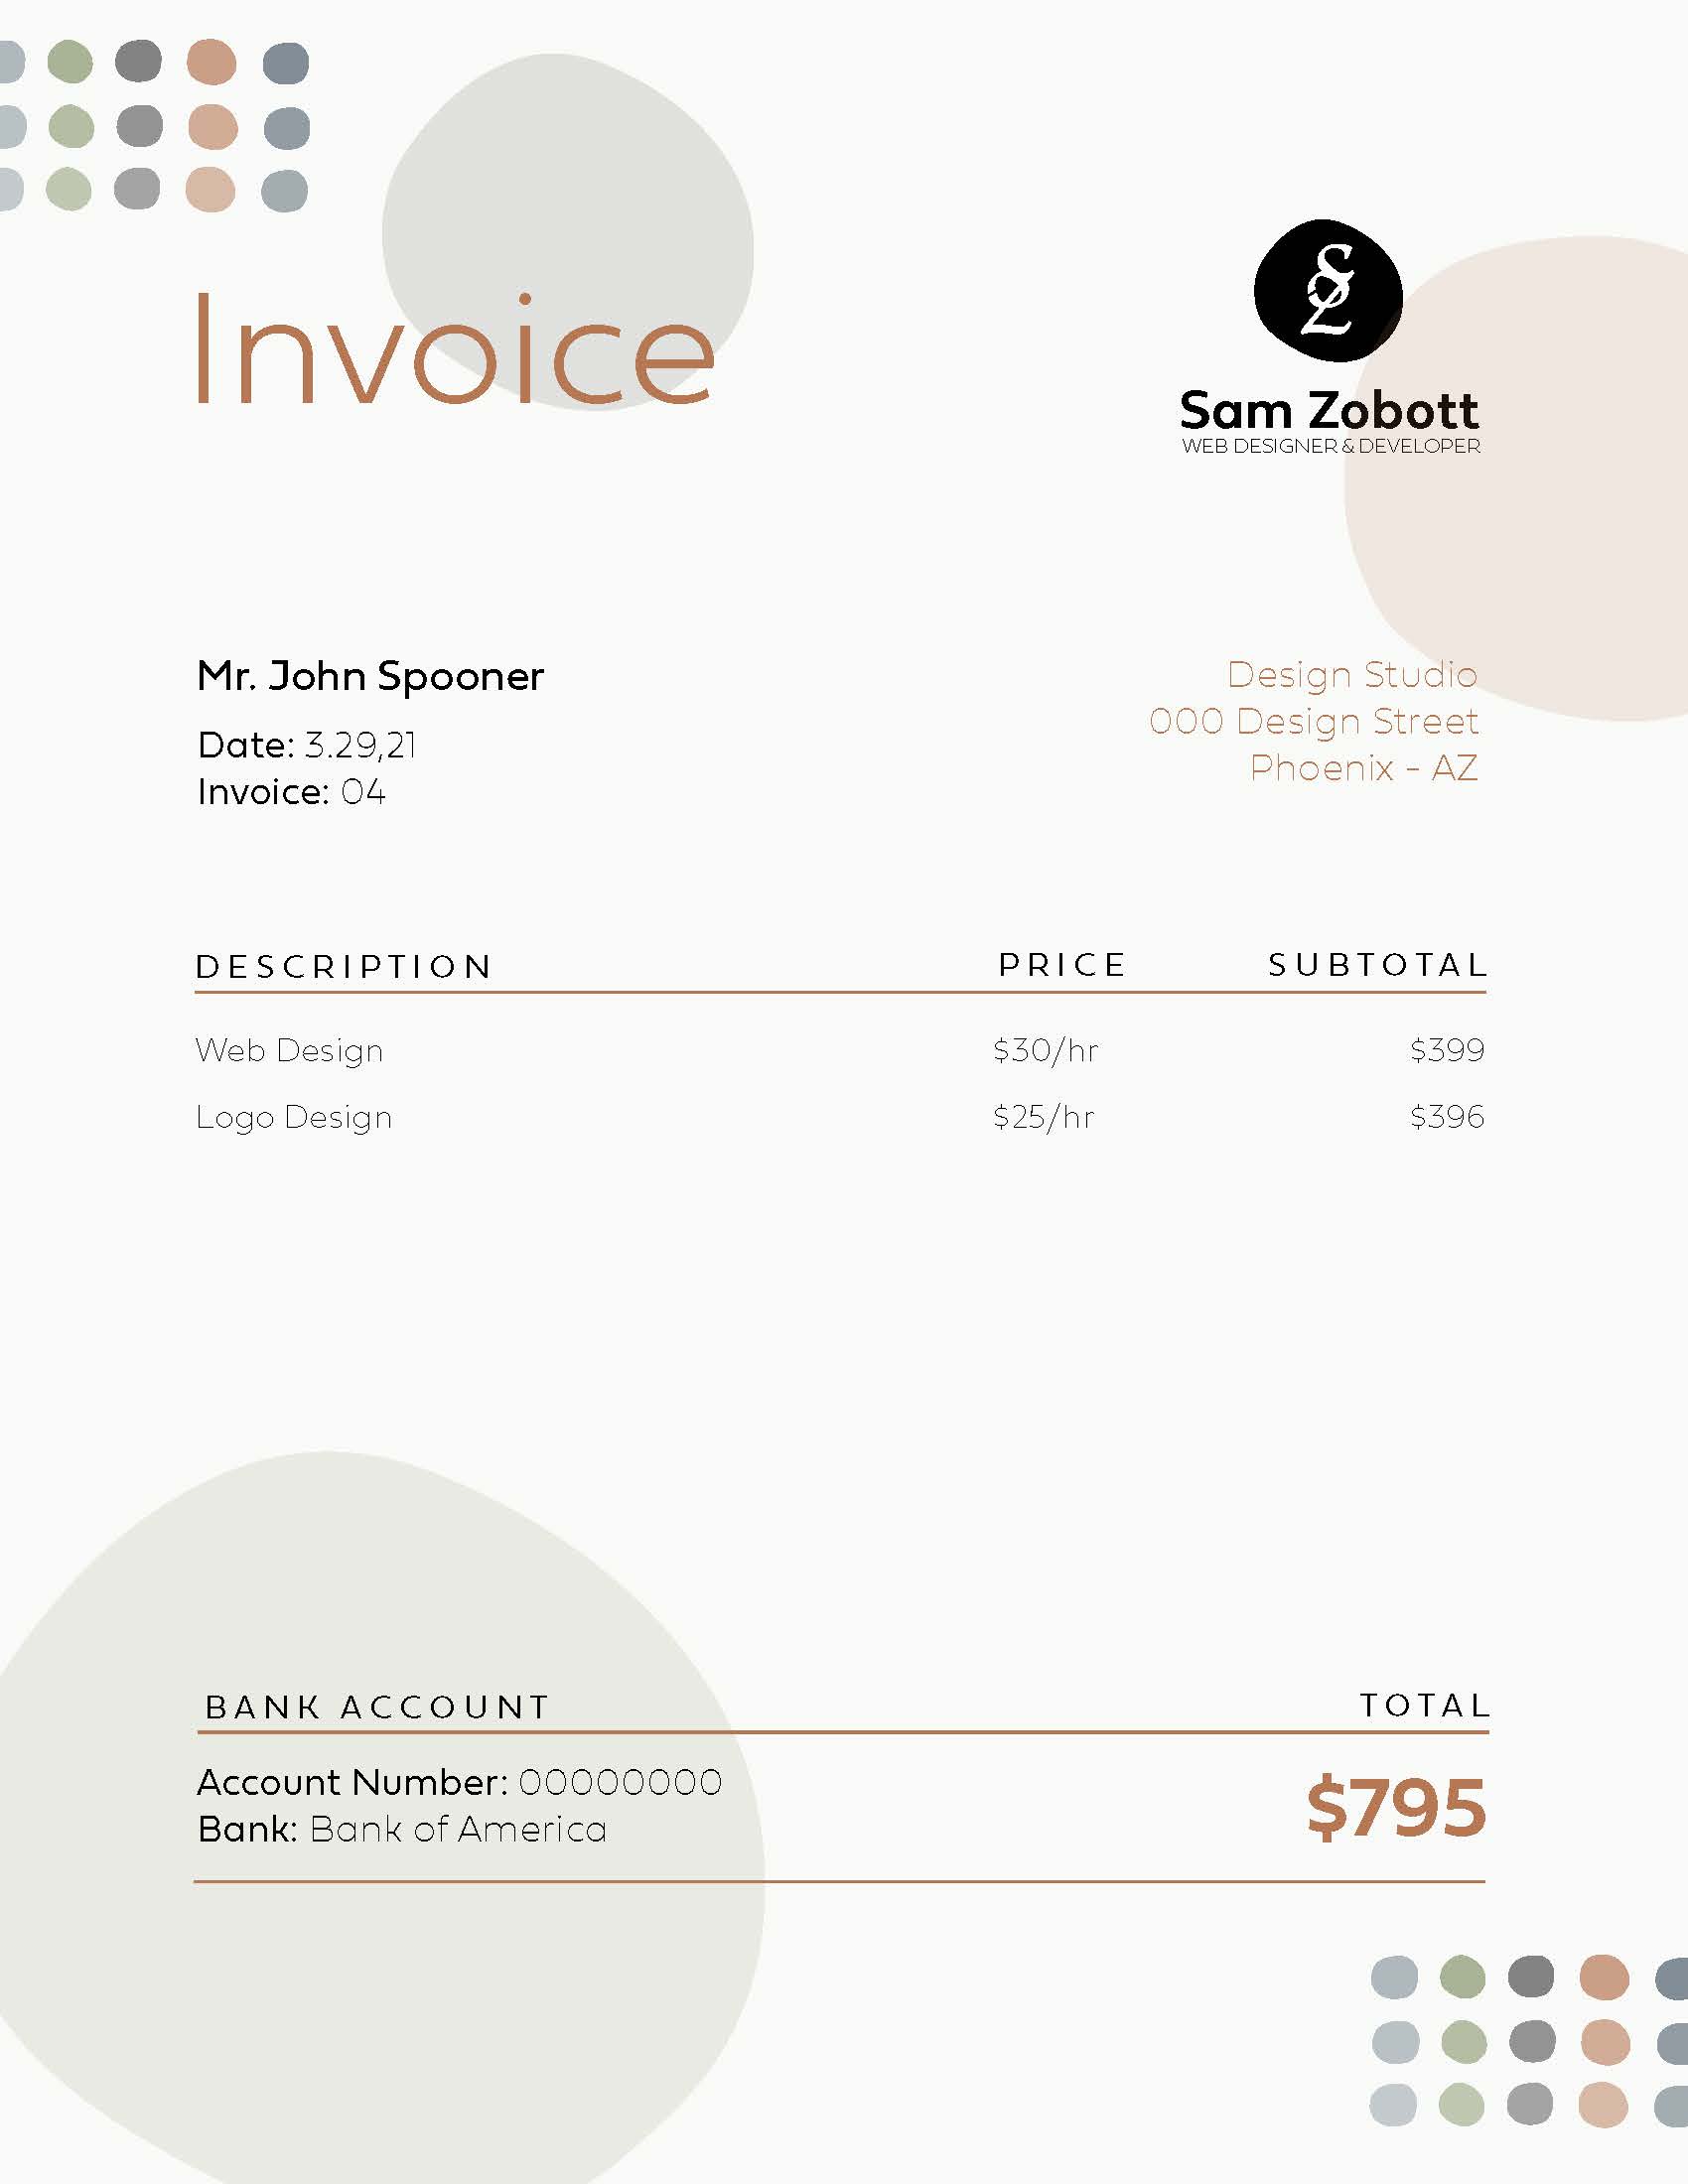 Invoice
SZ
Sam Zobott
WEB DESIGNER & DEVELOPER
Mr. John Spooner
Date: 3.29,21
Invoice: 04
Design Studio
000 Design Street
Phoenix - AZ
DESCRIPTION PRICE SUBTOTAL
Web Design $30/hr $399
Logo Design $25/hr $396
BANK ACCOUNT TOTAL
Account Number: 00000000
Bank: Bank of America
$795